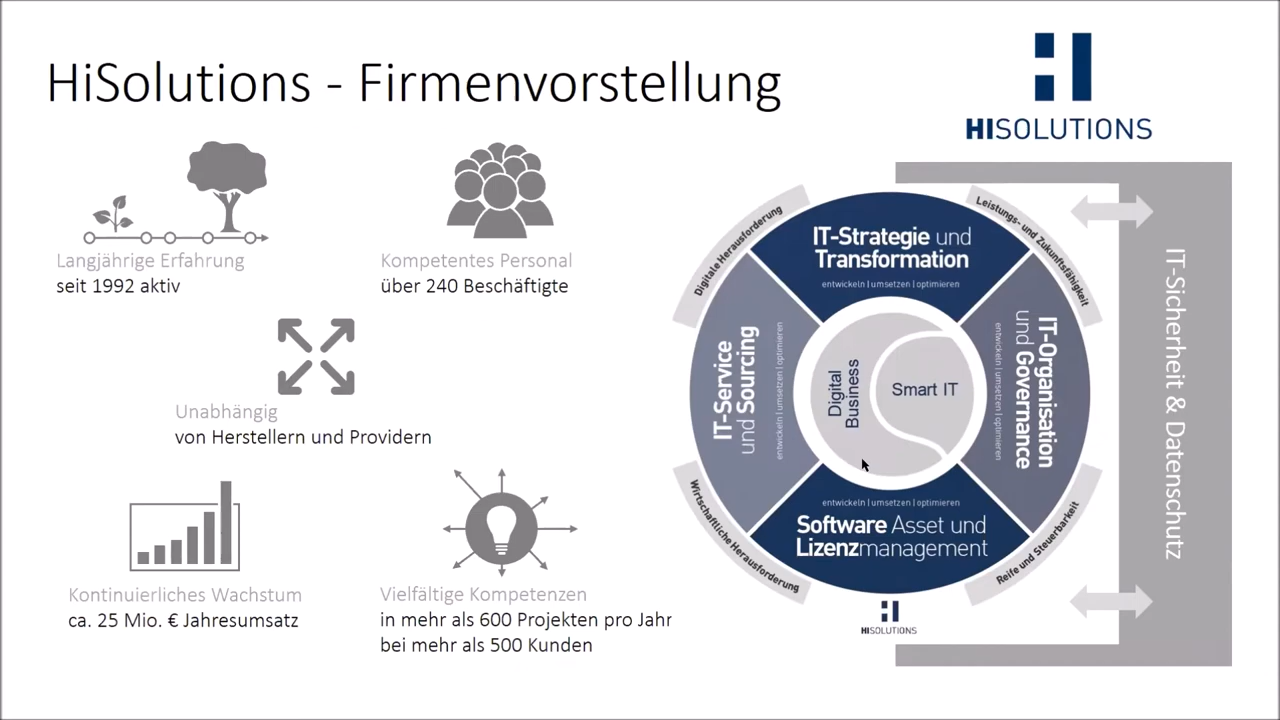 HiSolutions - Firmenvorstellung
HISOLUTIONS
Langjährige Erfahrung
seit 1992 aktiv
Kompetentes Personal
über 240 Beschäftigte
Unabhängig
von Herstellern und Providern
Kontinuierliches Wachstum
ca. 25 Mio. € Jahresumsatz
Vielfältige Kompetenzen
in mehr als 600 Projekten pro Jahr
bei mehr als 500 Kunden
Digitale Herausforderung
Leistungs- und Zukunftsfähigkeit
IT-Strategie und
Transformation
entwickeln | umsetzen | optimieren
IT-Service
und Sourcing
entwickeln | umsetzen | optimieren
Digital
Business
Smart IT
IT-Organisation
und Governance
entwickeln | umsetzen | optimieren
entwickeln | umsetzen | optimieren
Software Asset und
Lizenzmanagement
Wirtschaftliche Herausforderung
Reife und Steuerbarkeit
HISOLUTIONS
IT-Sicherheit & Datenschutz